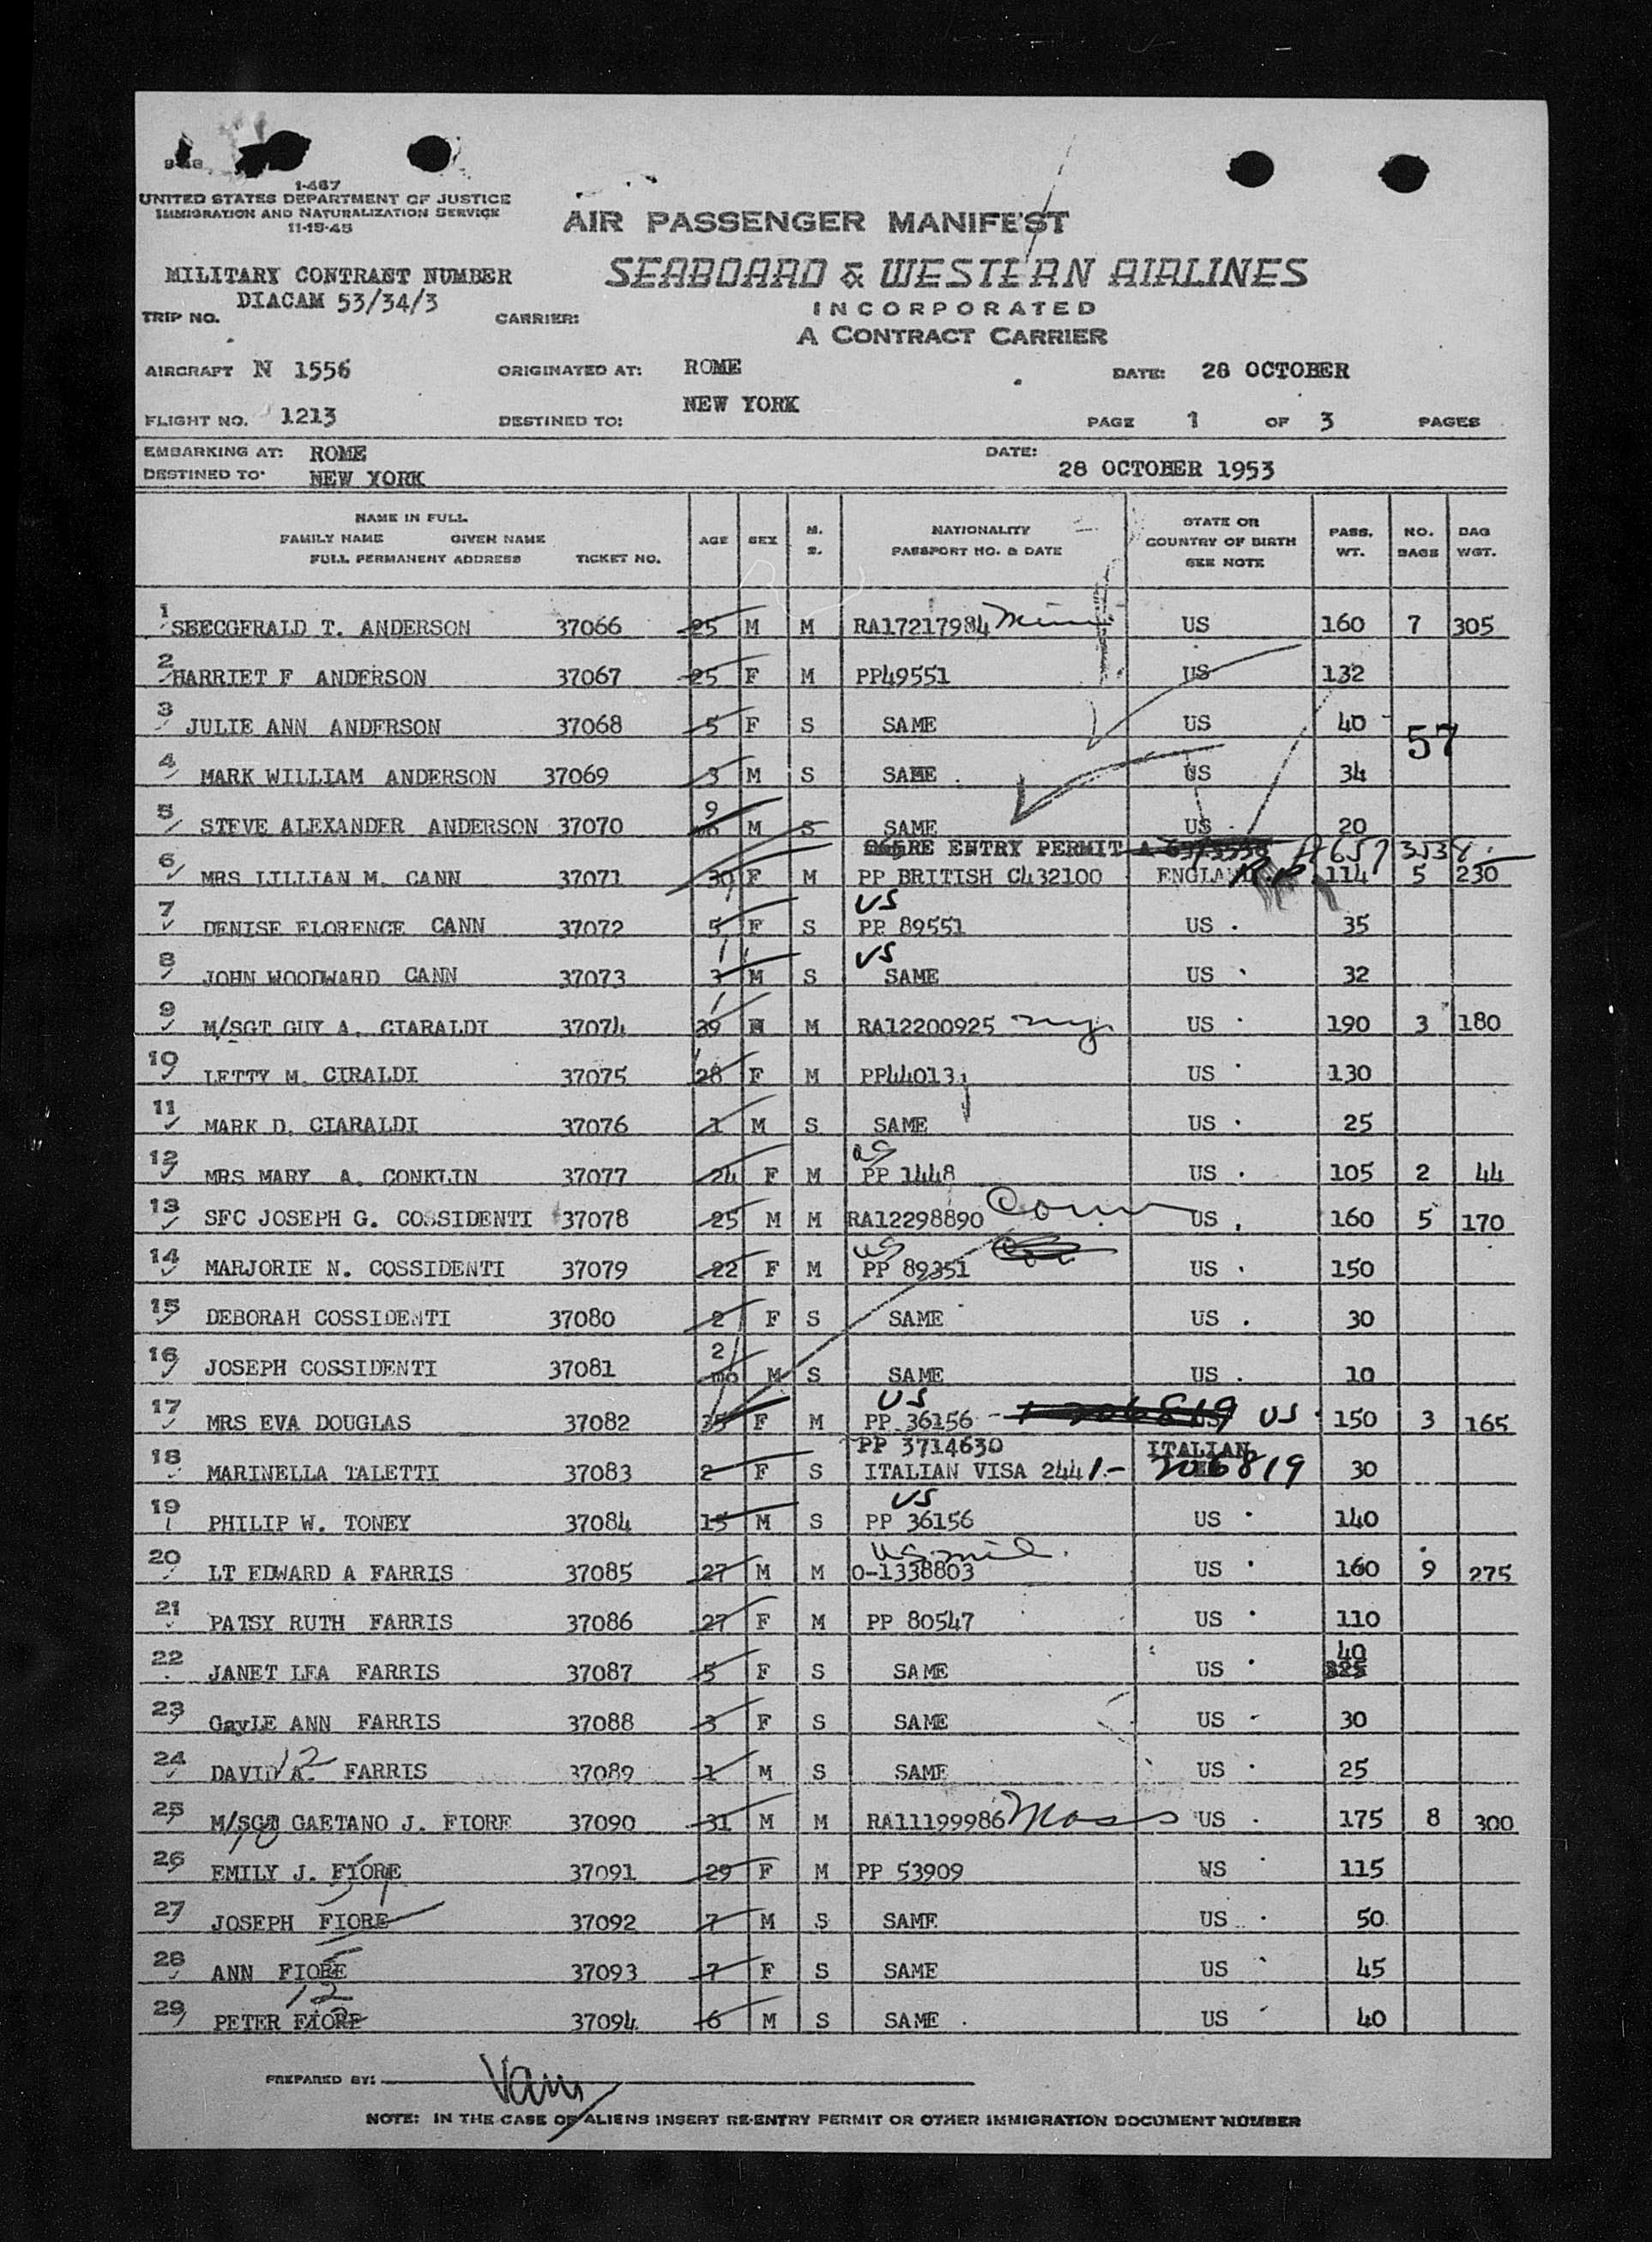 1-467
UNITED STATES DEPARTMENT OF JUSTICE
IMMIGRATION AND NATURALIZATION SERVICE
11-15-45
AIR PASSENGER MANIFEST
MILITARY CONTRAET NUMBER
DIACAM 53/34/3
SEABOARD & WESTERN AIRLINES
INCORPORATED
A CONTRACT CARRIER
TRIP NO. CARRIER:
AIRCRAFT N 1556 ORIGINATED AT: ROME DATE: 28 OCTOBER
FLIGHT NO. 1213 DESTINED TO: NEW YORK PAGE 1 OF 3 PAGES
EMBARKING AT: ROME DATE: 28 OCTOBER 1953
DESTINED TO: NEW YORK
NAME IN FULL
FAMILY NAME GIVEN NAME
FULL PERMANENT ADDRESS TICKET NO. AGE SEX M. S. NATIONALITY PASSPORT NO. & DATE STATE OR COUNTRY OF BIRTH SEE NOTE PASS. WT. NO. BAGS BAG WGT.
1 SEECGFRALD T. ANDERSON 37066 25 M M RA17217984 Minn US 160 7 305
2 HARRIET F ANDERSON 37067 25 F M PP49551 US 132
3 JULIE ANN ANDERSON 37068 5 F S SAME US 40
57
4 MARK WILLIAM ANDERSON 37069 3 M S SAME US 34
5 STEVE ALEXANDER ANDERSON 37070 9 mo M S SAME US 20
RE ENTRY PERMIT A 6573538
6 MRS LILLIAN M. CANN 37071 30 F M PP BRITISH C432100 ENGLAND 114 5 230
7 DENISE FLORENCE CANN 37072 5 F S US PP 89551 US 35
8 JOHN WOODWARD CANN 37073 3 M S US SAME US 32
9 M/SGT GUY A. CIARALDI 37074 39 M M RA12200925 ny. US 190 3 180
10 LETTY M. CIRALDI 37075 28 F M PP44013 US 130
11 MARK D. CIARALDI 37076 1 M S SAME US 25
12 MRS MARY A. CONKLIN 37077 24 F M US PP 1448 US 105 2 44
13 SFC JOSEPH G. COSSIDENTI 37078 25 M M RA12298890 Conn US 160 5 170
14 MARJORIE N. COSSIDENTI 37079 22 F M US PP 89351 US 150
15 DEBORAH COSSIDENTI 37080 2 F S SAME US 30
16 JOSEPH COSSIDENTI 37081 2 mo M S SAME US 10
17 MRS EVA DOUGLAS 37082 35 F M US PP 36156 US 150 3 165
PP 3714630 ITALIAN
18 MARINELLA TALETTI 37083 2 F S ITALIAN VISA 2441- 206819 30
19 PHILIP W. TONEY 37084 15 M S US PP 36156 US 140
20 LT EDWARD A FARRIS 37085 27 M M US mil. O-1338803 US 160 9 275
21 PATSY RUTH FARRIS 37086 27 F M PP 80547 US 110
22 JANET LEA FARRIS 37087 5 F S SAME US 40
23 GayLE ANN FARRIS 37088 3 F S SAME US 30
24 DAVID A. FARRIS 37089 1 M S SAME US 25
25 M/SGT GAETANO J. FIORE 37090 31 M M RA11199986 Mass US 175 8 300
26 EMILY J. FIORE 37091 29 F M PP 53909 US 115
27 JOSEPH FIORE 37092 7 M S SAME US 50
28 ANN FIORE 37093 7 F S SAME US 45
29 PETER FIORE 37094 6 M S SAME US 40
PREPARED BY:
NOTE: IN THE CASE OF ALIENS INSERT RE-ENTRY PERMIT OR OTHER IMMIGRATION DOCUMENT NUMBER